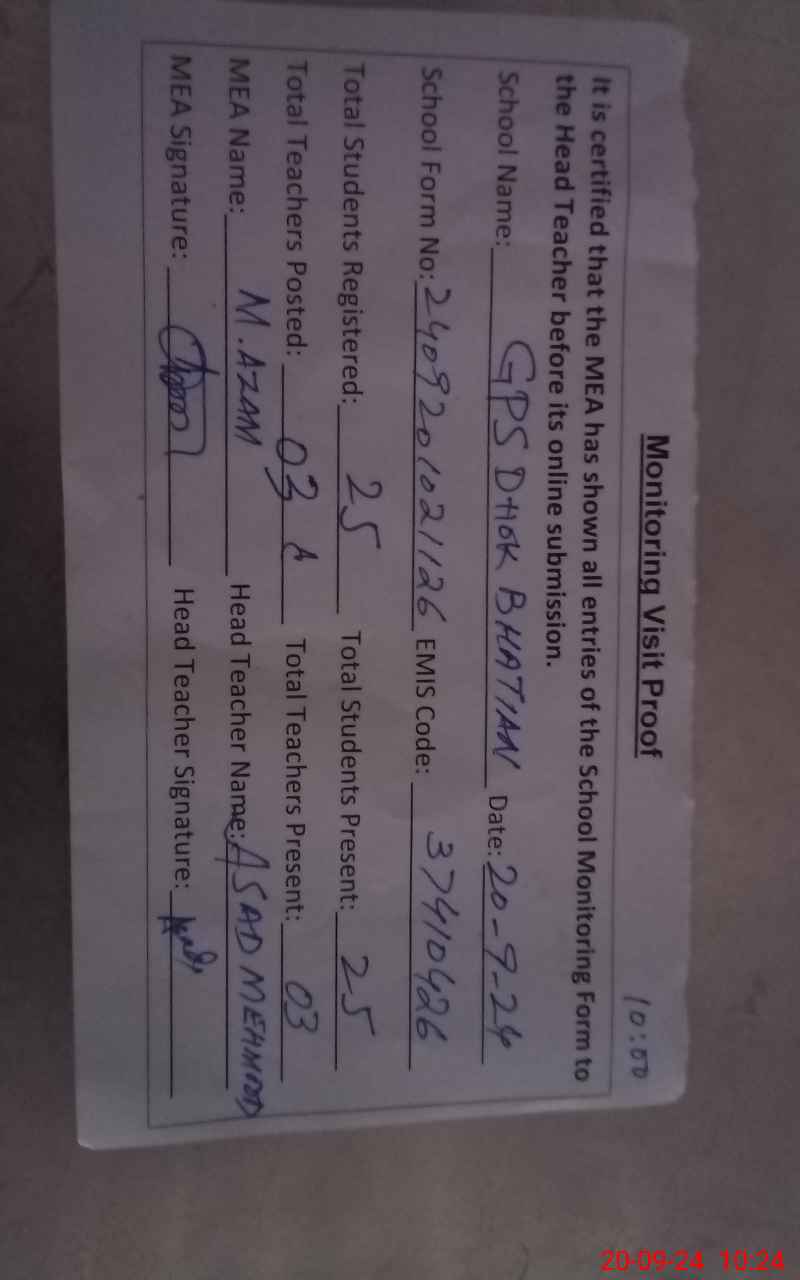 10:00
Monitoring Visit Proof
It is certified that the MEA has shown all entries of the School Monitoring Form to
the Head Teacher before its online submission.
School Name: GPS DHOK BHATIAN Date: 20-9-24
School Form No: 2409201021126 EMIS Code: 37410426
Total Students Registered: 25 Total Students Present: 25
Total Teachers Posted: 03 Total Teachers Present: 03
MEA Name: M.AZAM Head Teacher Name: ASAD MEHMOOD
MEA Signature: Head Teacher Signature:
20-09-24 10:24